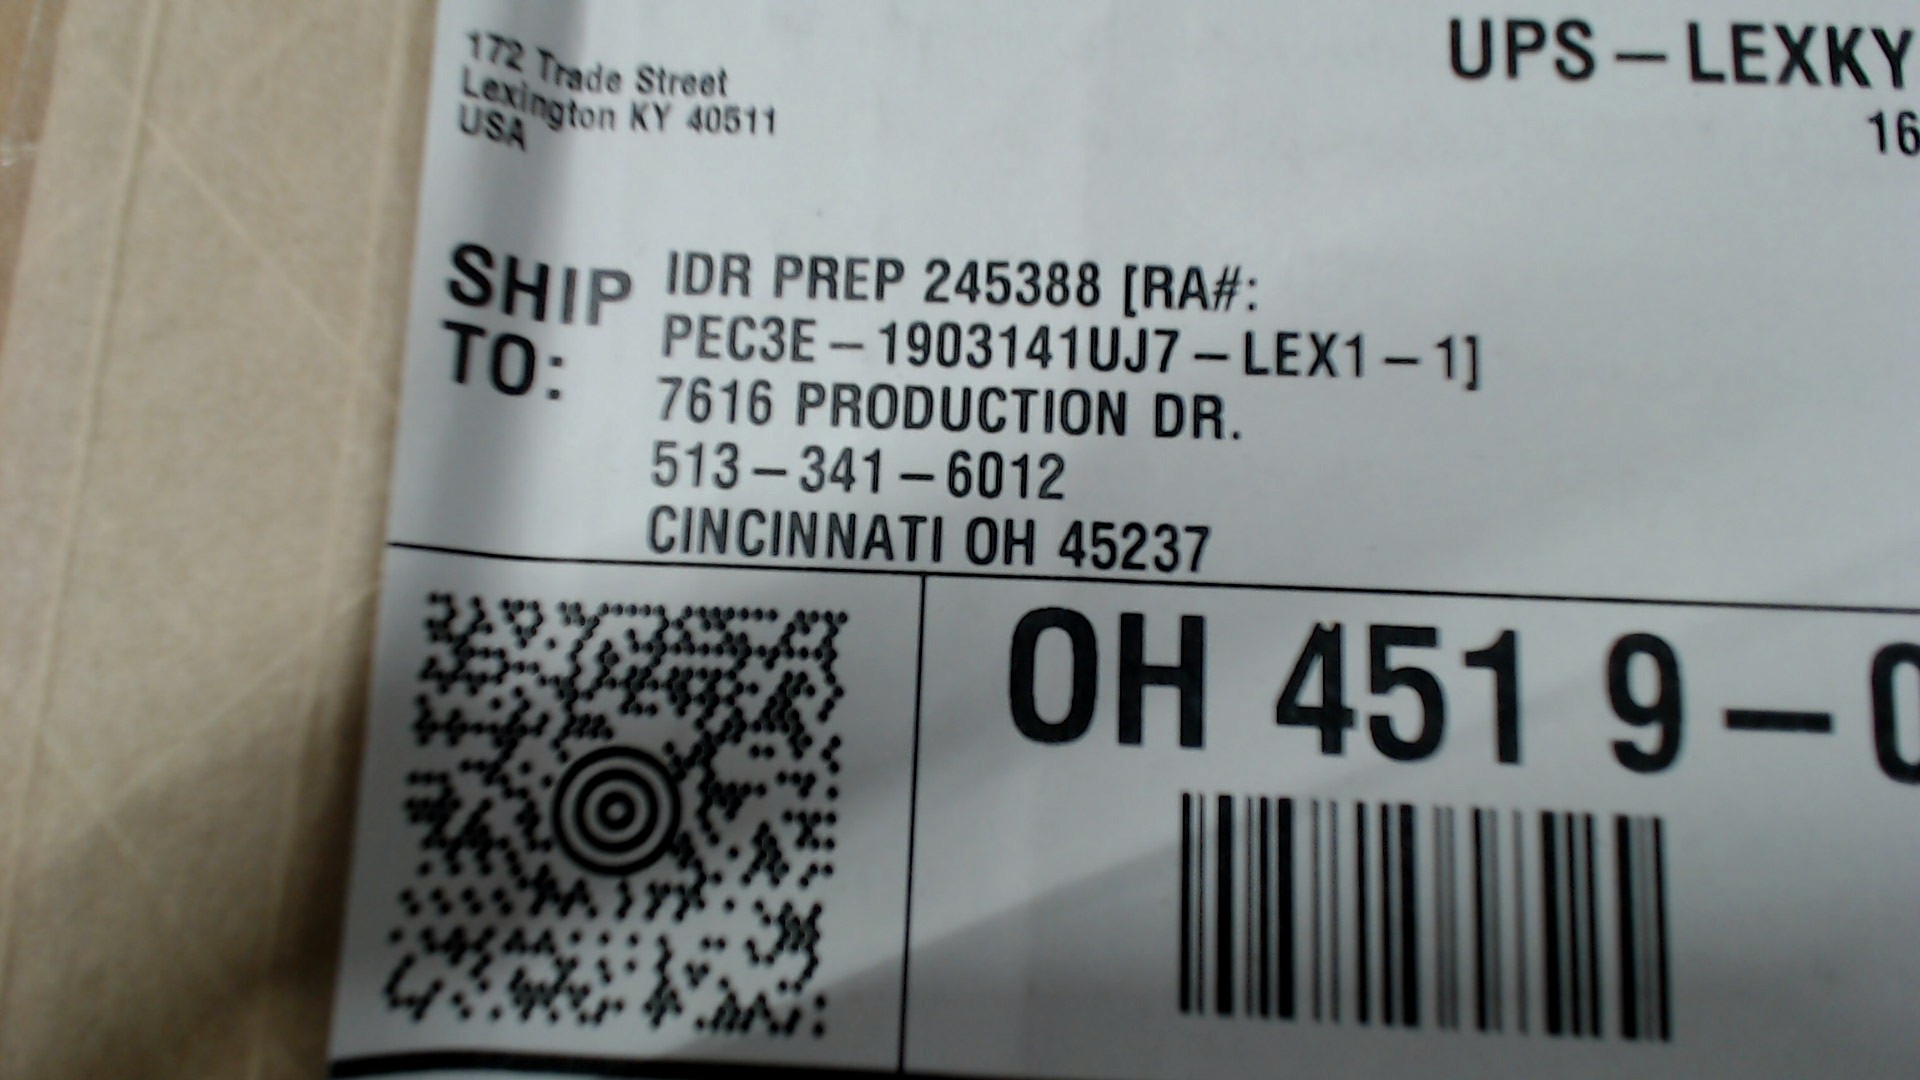 172 Trade Street
Lexington KY 40511
USA
UPS – LEXKY
16
SHIP TO:
IDR PREP 245388 [RA#:
PEC3E – 1903141UJ7 – LEX1 – 1]
7616 PRODUCTION DR.
513 – 341 – 6012
CINCINNATI OH 45237
OH 451 9 – 0